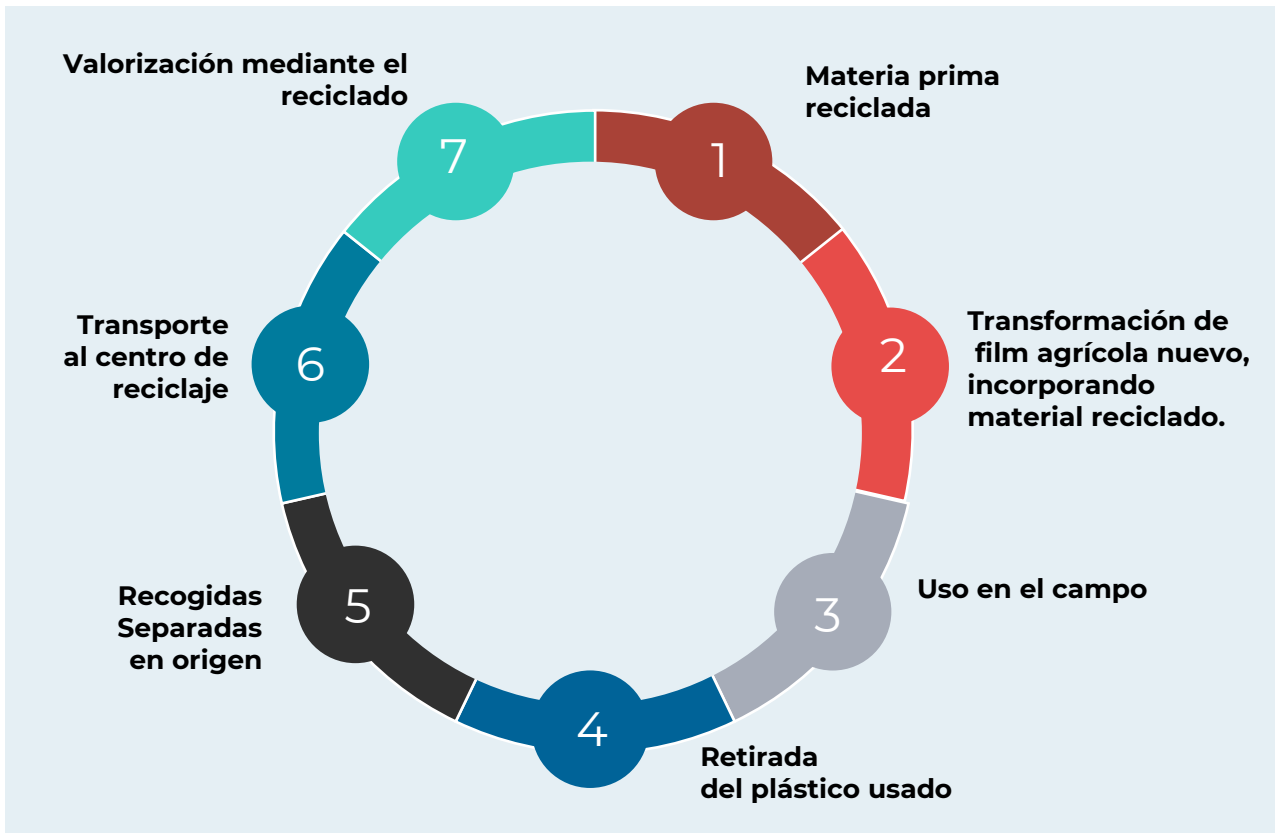 1
Materia prima
reciclada
2
Transformación de
film agrícola nuevo,
incorporando
material reciclado.
3
Uso en el campo
4
Retirada
del plástico usado
5
Recogidas
Separadas
en origen
6
Transporte
al centro de
reciclaje
7
Valorización mediante el
reciclado